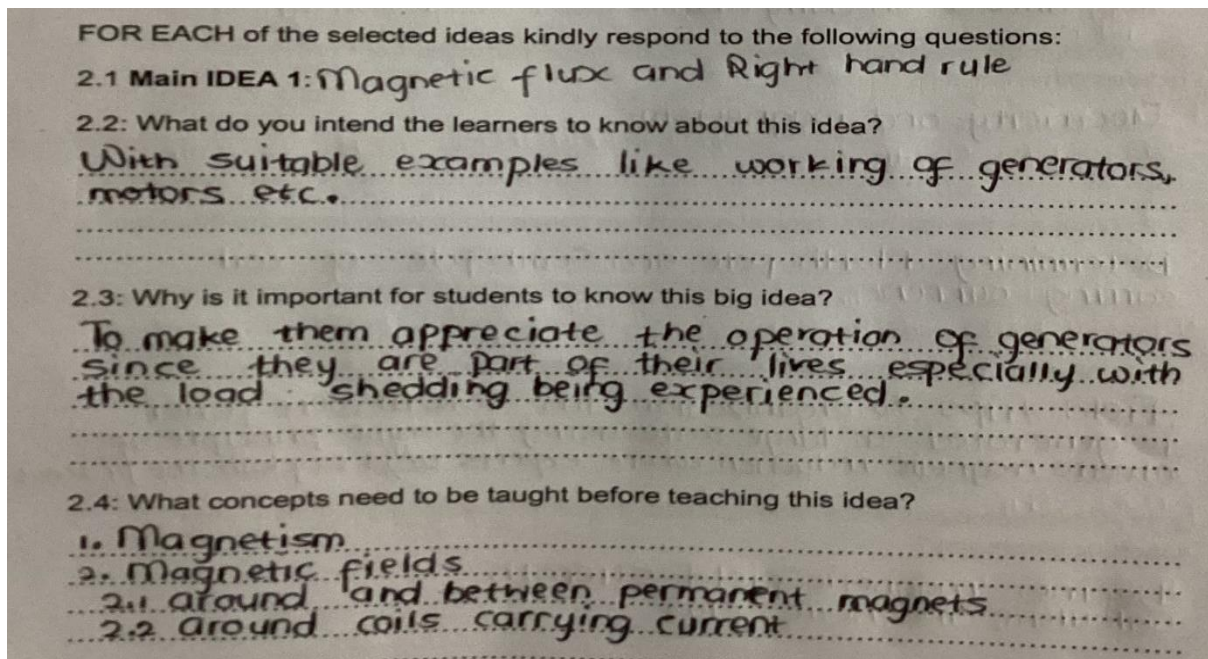 FOR EACH of the selected ideas kindly respond to the following questions:
2.1 Main IDEA 1: Magnetic flux and Right hand rule
2.2: What do you intend the learners to know about this idea?
With suitable examples like working of generators,
motors etc.
2.3: Why is it important for students to know this big idea?
To make them appreciate the operation of generators
since they are part of their lives especially with
the load shedding being experienced.
2.4: What concepts need to be taught before teaching this idea?
1. Magnetism
2. Magnetic fields
2.1 around and between permanent magnets
2.2 around coils carrying current